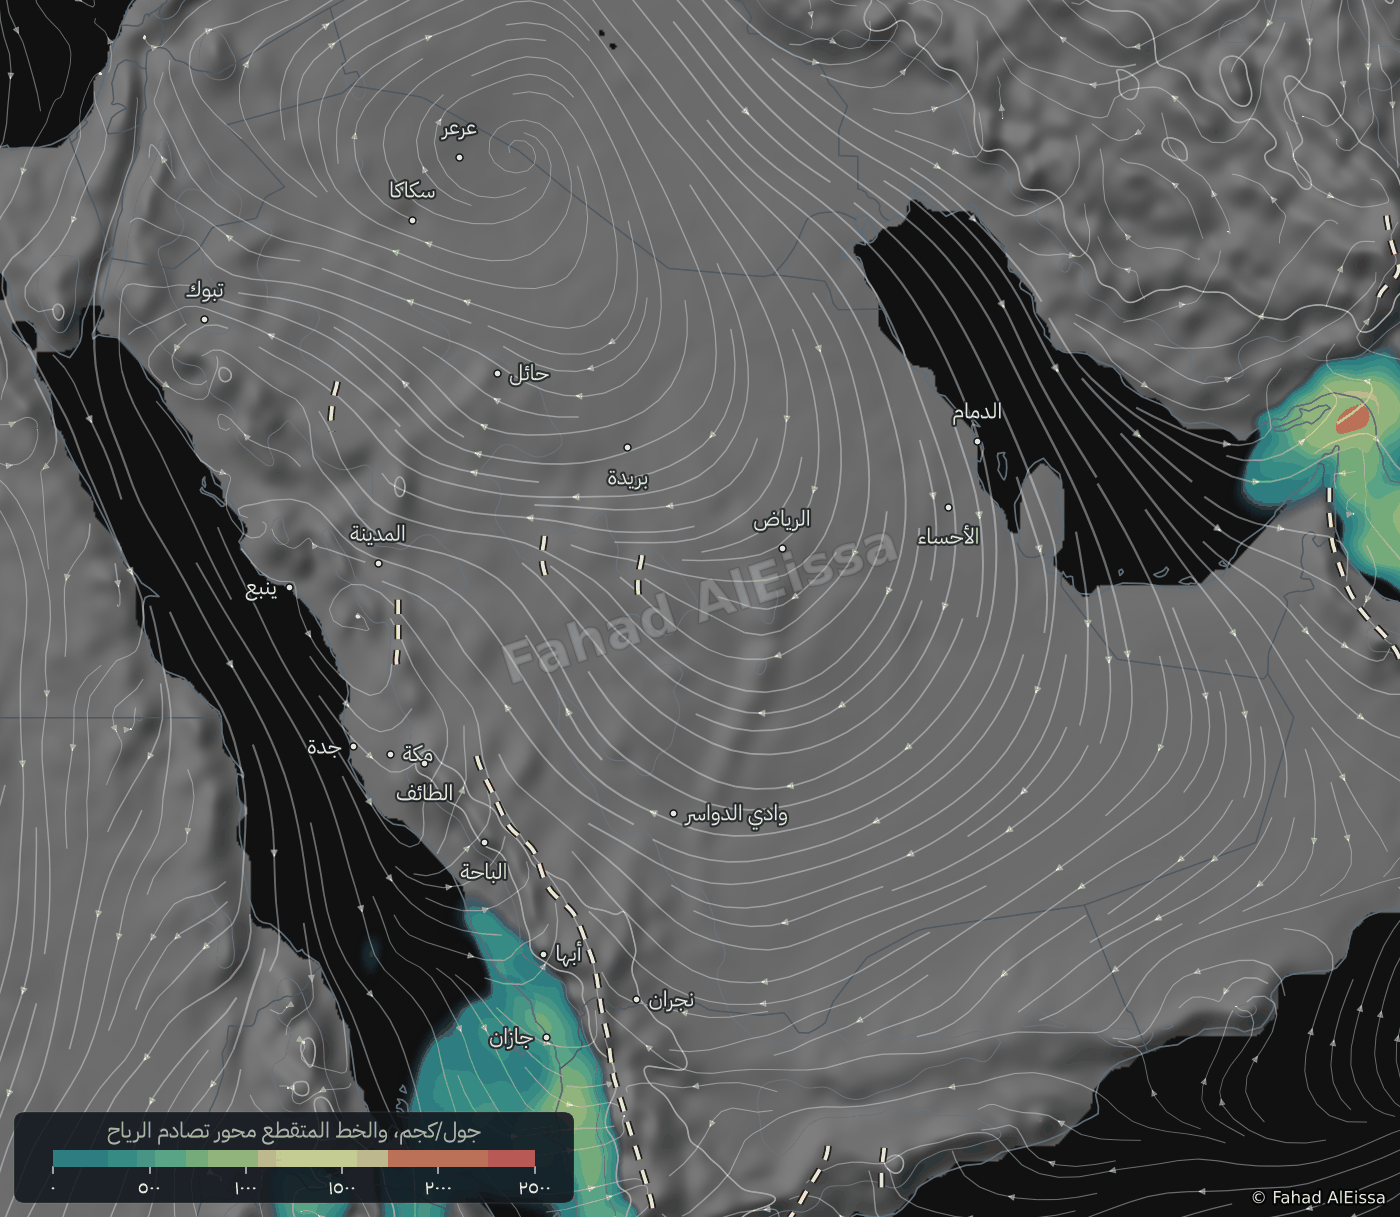 عرعر
سكاكا
تبوك
حائل
الدمام
بريدة
الرياض
الأحساء
المدينة
ينبع
Fahad AlEissa
جدة
مكة
الطائف
وادي الدواسر
الباحة
أبها
نجران
جازان
جول/كجم، والخط المتقطع محور تصادم الرياح
٠ ٥٠٠ ١٠٠٠ ١٥٠٠ ٢٠٠٠ ٢٥٠٠
© Fahad AlEissa